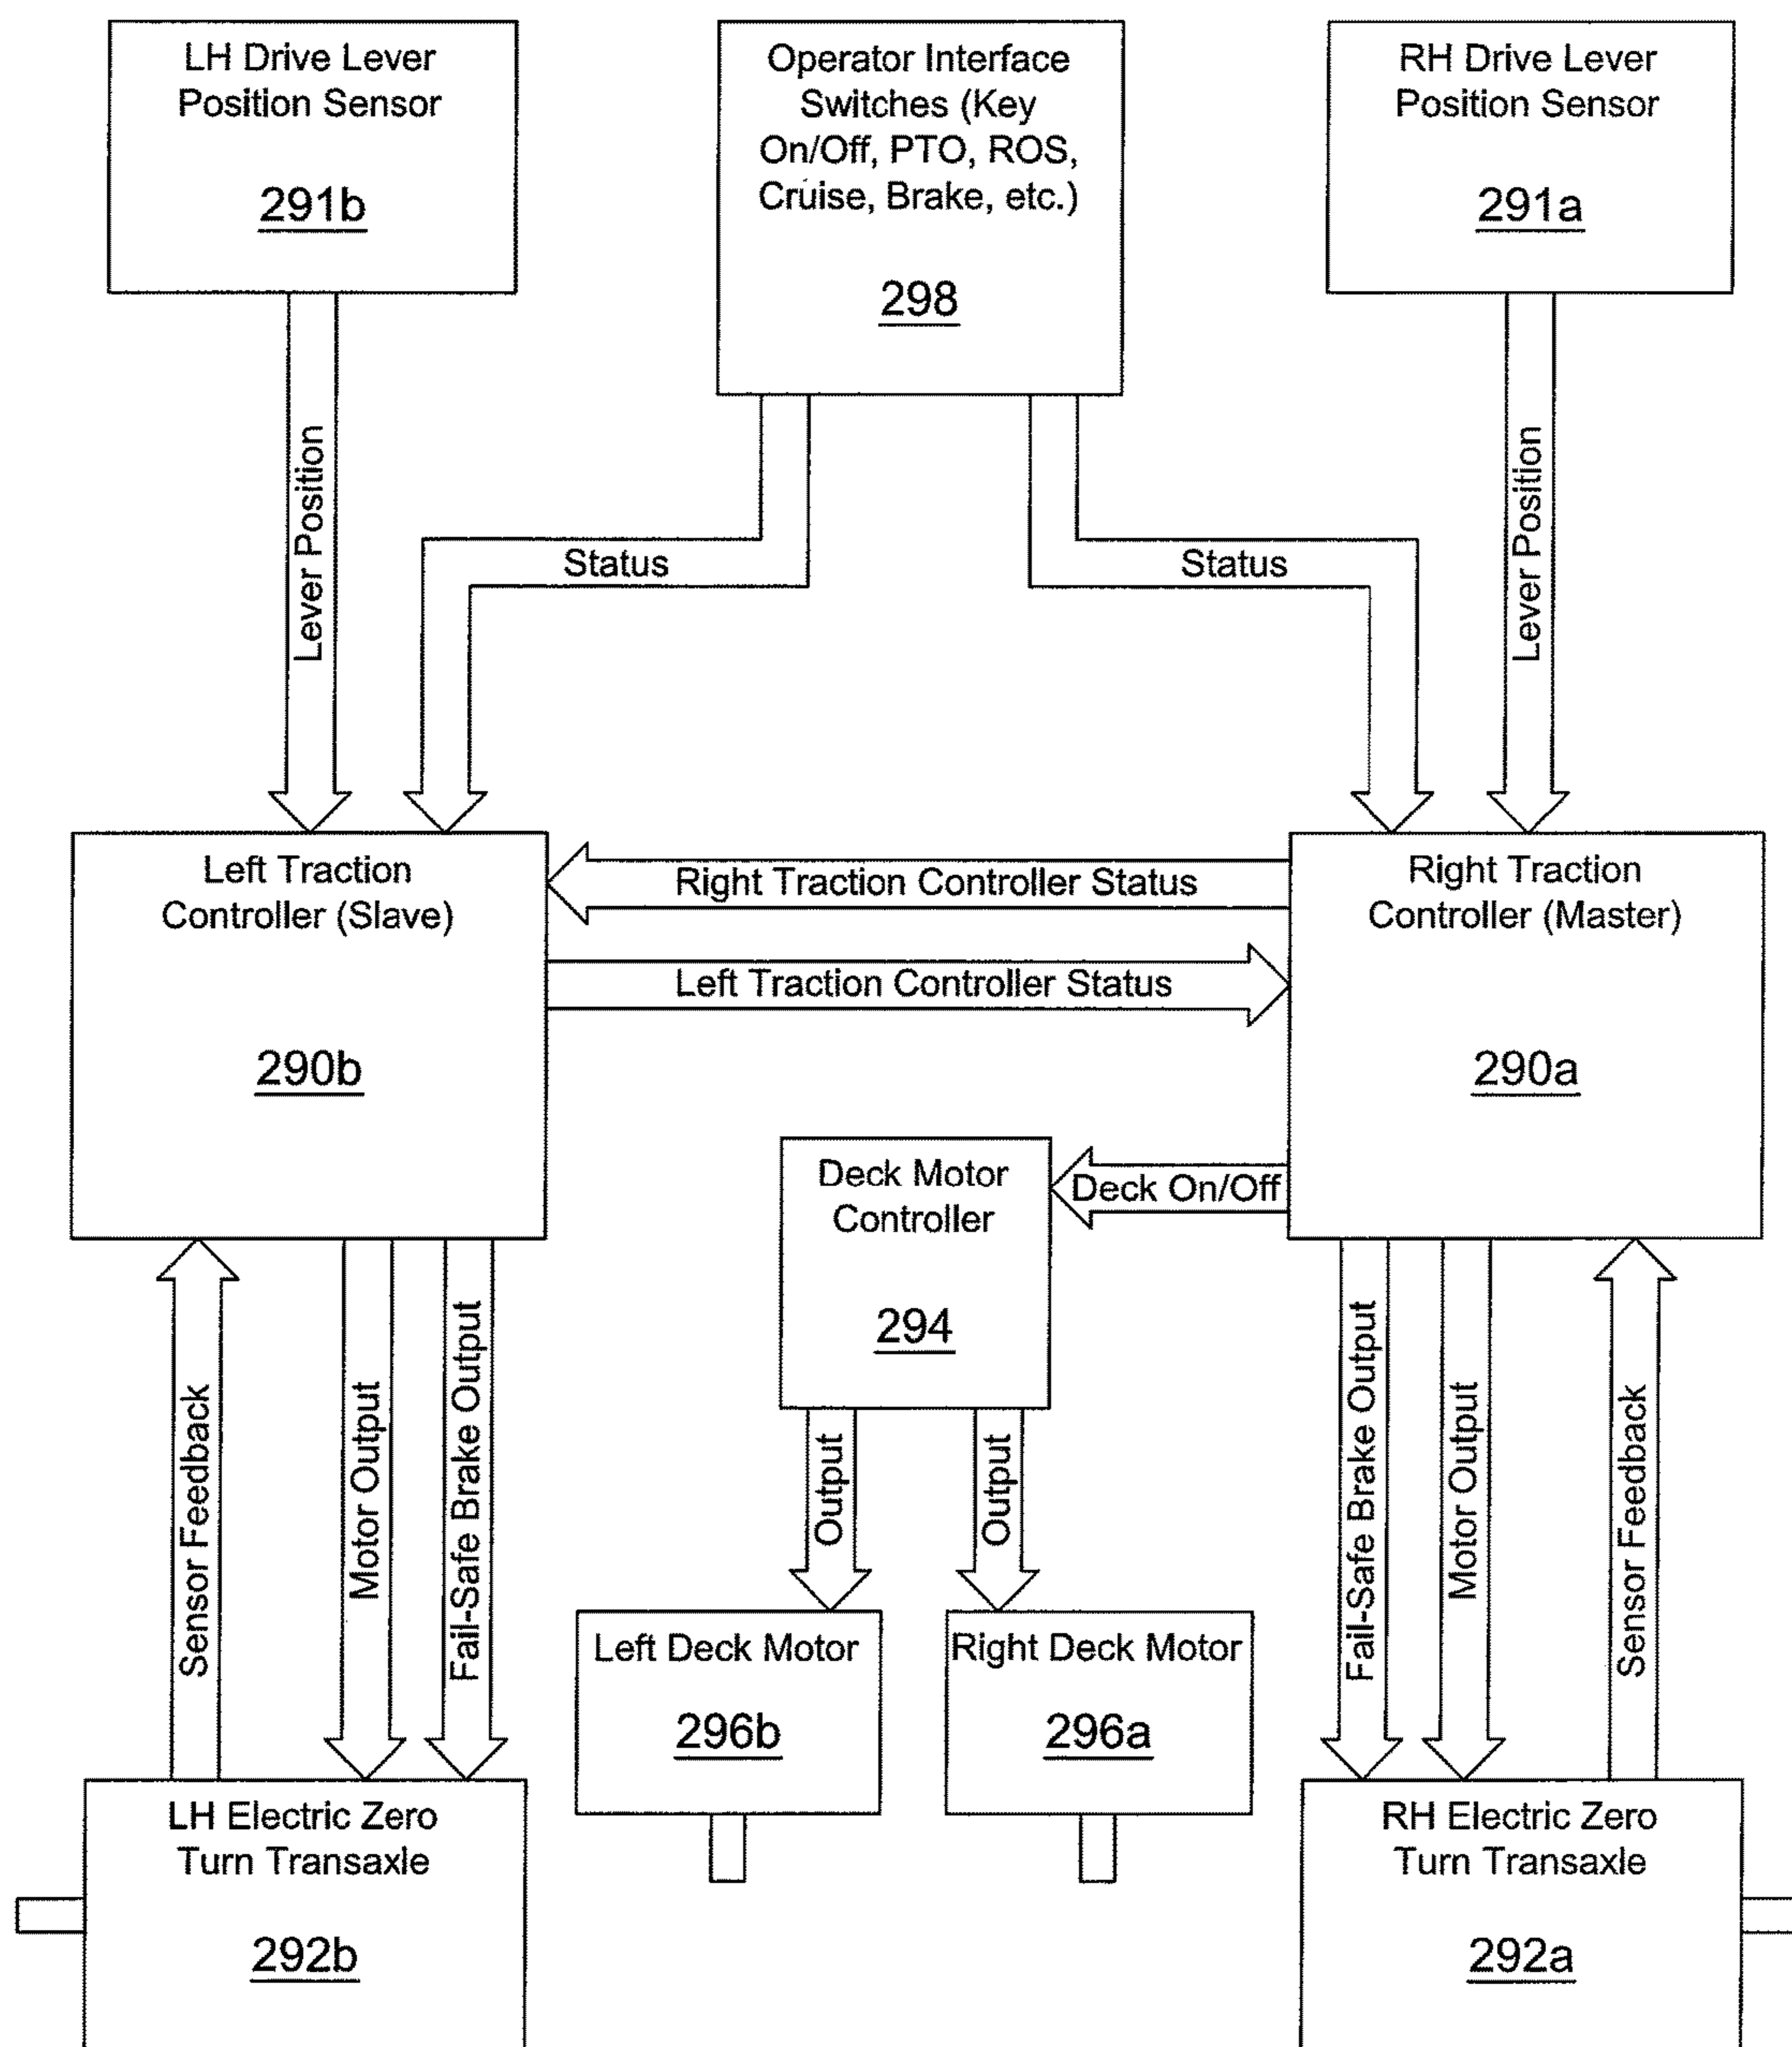 LH Drive Lever
Position Sensor
291b
Operator Interface
Switches (Key
On/Off, PTO, ROS,
Cruise, Brake, etc.)
298
RH Drive Lever
Position Sensor
291a
Lever Position
Status
Status
Lever Position
Left Traction
Controller (Slave)
290b
Right Traction Controller Status
Left Traction Controller Status
Right Traction
Controller (Master)
290a
Deck Motor
Controller
294
Deck On/Off
Sensor Feedback
Motor Output
Fail-Safe Brake Output
Output
Output
Fail-Safe Brake Output
Motor Output
Sensor Feedback
Left Deck Motor
296b
Right Deck Motor
296a
LH Electric Zero
Turn Transaxle
292b
RH Electric Zero
Turn Transaxle
292a